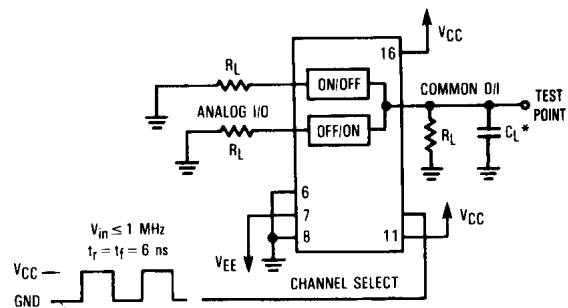 VCC
16
RL
ON/OFF
COMMON O/I
TEST
POINT
ANALOG I/O
OFF/ON
RL
RL
CL*
6
7
8
11
VCC
VEE
Vin ≤ 1 MHz
tr = tf = 6 ns
VCC
GND
CHANNEL SELECT